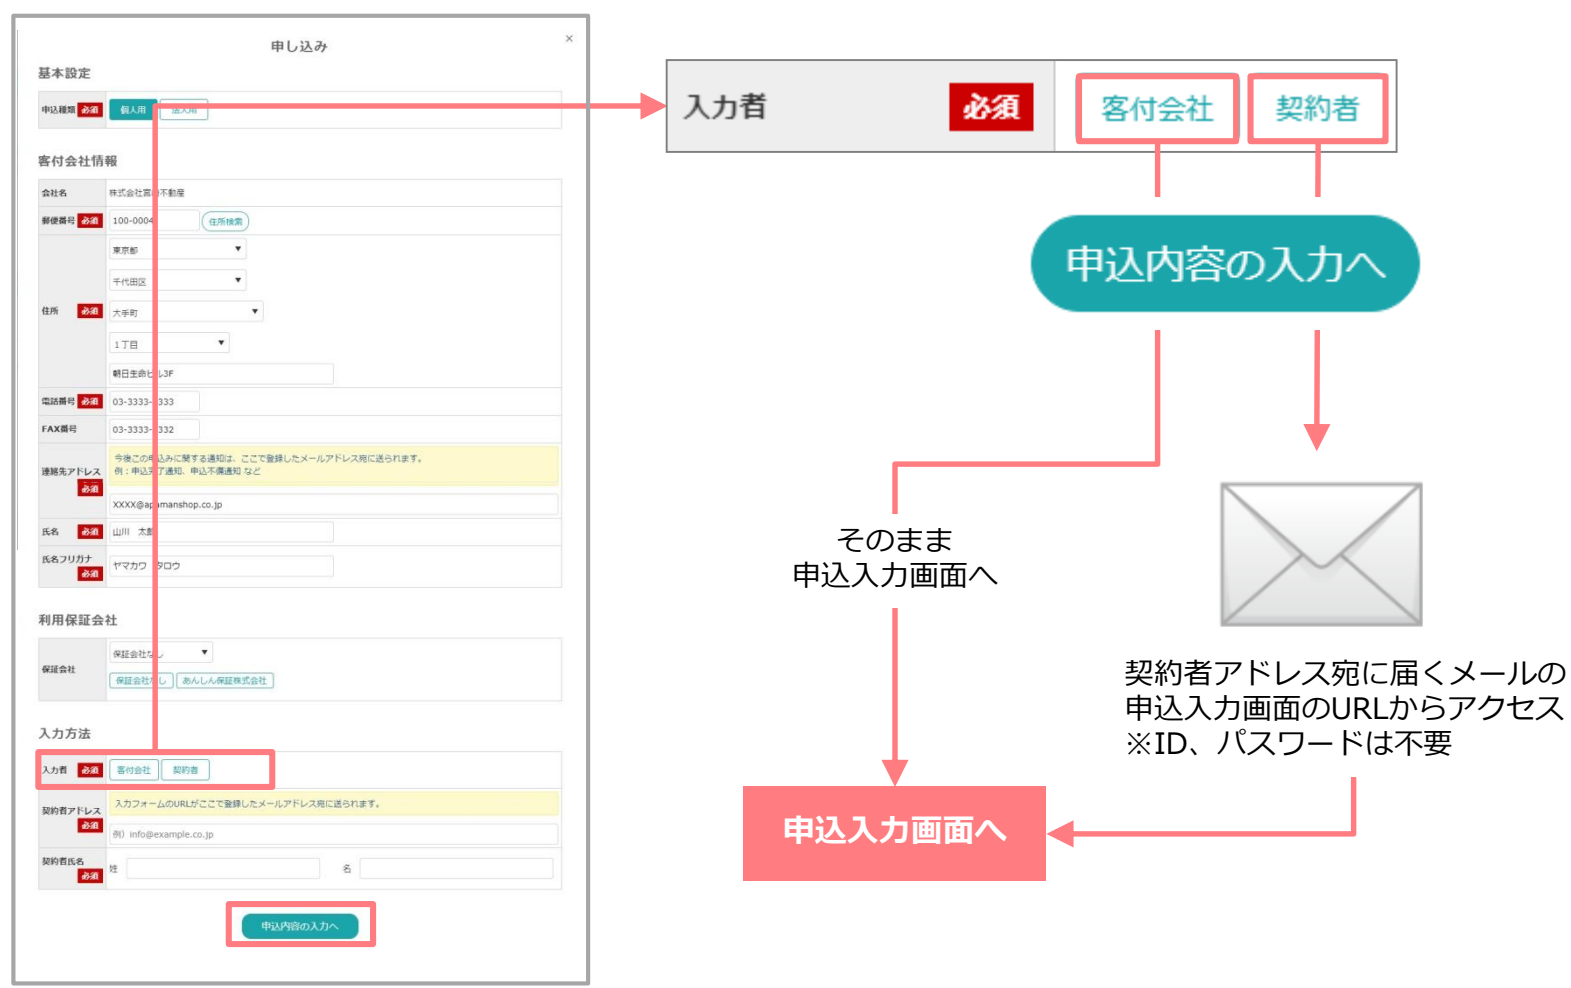 申し込み
×
基本設定
申込種類 必須 個人用 法人用
客付会社情報
会社名 株式会社宮 不動産
郵便番号 必須 100-0004 住所検索
東京都 ▼
千代田区 ▼
住所 必須 大手町 ▼
1丁目 ▼
朝日生命ビル3F
電話番号 必須 03-3333- 333
FAX番号 03-3333- 332
今後この申込みに関する通知は、ここで登録したメールアドレス宛に送られます。
例：申込完了通知、申込不備通知 など
連絡先アドレス
必須
XXXX@apamanshop.co.jp
氏名 必須 山川 太郎
氏名フリガナ
必須
ヤマカワ タロウ
利用保証会社
保証会社なし ▼
保証会社
保証会社なし あんしん保証株式会社
入力方法
入力者 必須 客付会社 契約者
入力フォームのURLがここで登録したメールアドレス宛に送られます。
契約者アドレス
必須
例）info@example.co.jp
契約者氏名
必須
姓 名
申込内容の入力へ
入力者 必須 客付会社 契約者
申込内容の入力へ
そのまま
申込入力画面へ
契約者アドレス宛に届くメールの
申込入力画面のURLからアクセス
※ID、パスワードは不要
申込入力画面へ